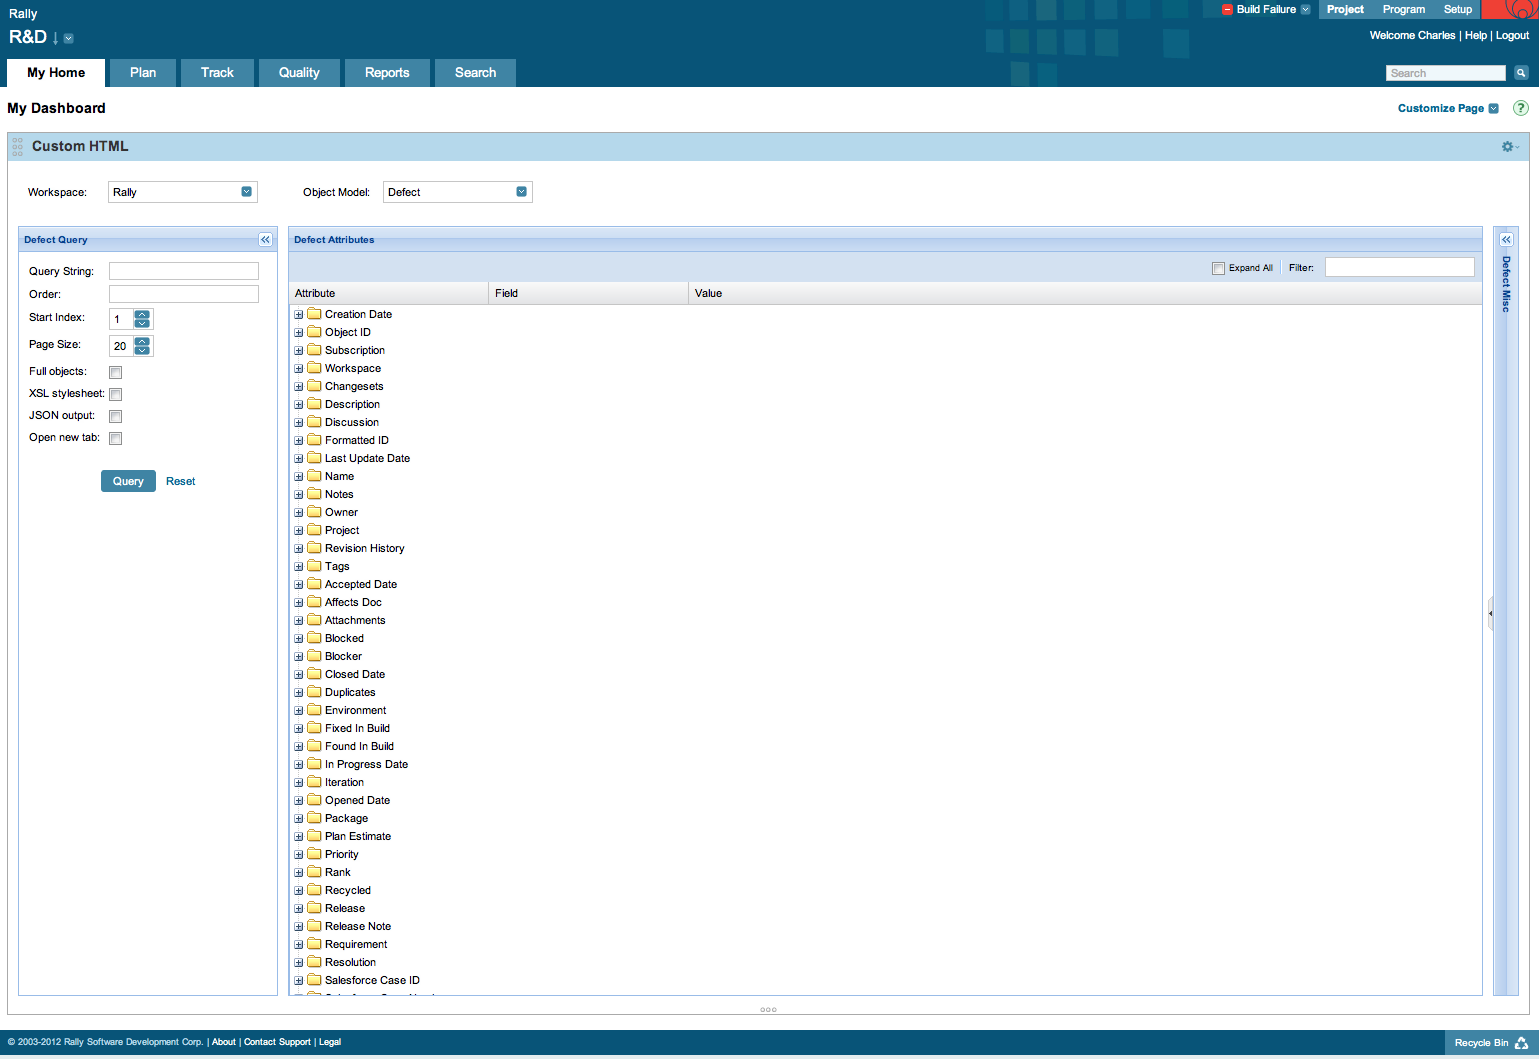 Rally
Build Failure Project Program Setup
R&D
Welcome Charles | Help | Logout
My Home Plan Track Quality Reports Search
Search
My Dashboard
Customize Page
?
Custom HTML
Workspace: Rally Object Model: Defect
Defect Query
Query String:
Order:
Start Index: 1
Page Size: 20
Full objects:
XSL stylesheet:
JSON output:
Open new tab:
Query Reset
Defect Attributes
Expand All Filter:
Attribute Field Value
Creation Date
Object ID
Subscription
Workspace
Changesets
Description
Discussion
Formatted ID
Last Update Date
Name
Notes
Owner
Project
Revision History
Tags
Accepted Date
Affects Doc
Attachments
Blocked
Blocker
Closed Date
Duplicates
Environment
Fixed In Build
Found In Build
In Progress Date
Iteration
Opened Date
Package
Plan Estimate
Priority
Rank
Recycled
Release
Release Note
Requirement
Resolution
Salesforce Case ID
Defect Misc
© 2003-2012 Rally Software Development Corp. | About | Contact Support | Legal
Recycle Bin